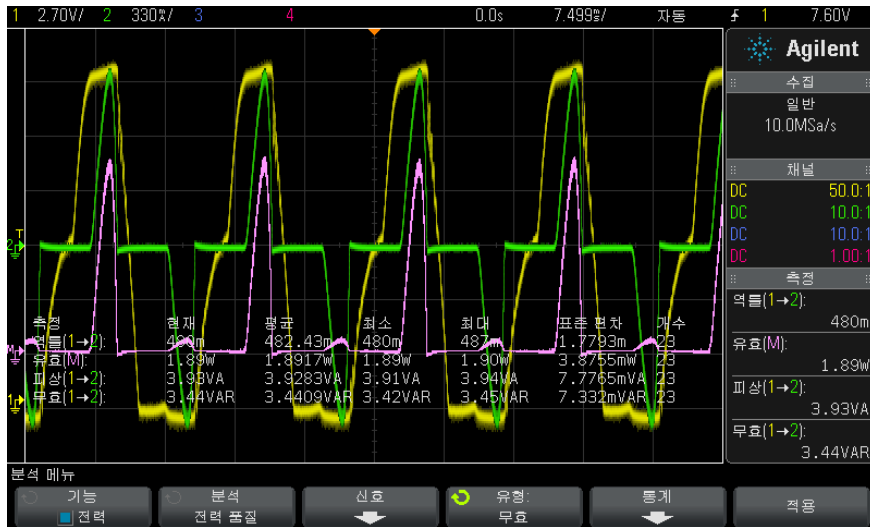 1 2.70V/ 2 330㎷/ 3 4 0.0s 7.499㎳/ 자동 1 7.60V
Agilent
수집
일반
10.0MSa/s
채널
DC 50.0:1
DC 10.0:1
DC 10.0:1
DC 1.00:1
측정
역률(1→2):
480m
유효(M):
1.89W
피상(1→2):
3.93VA
무효(1→2):
3.44VAR
T
2
M
1
측정 현재 평균 최소 최대 표준 편차 개수
역률(1→2): 480m 482.43m 480m 487m 1.7793m 23
유효(M): 1.89W 1.8917W 1.89W 1.90W 3.8755mW 23
피상(1→2): 3.93VA 3.9283VA 3.91VA 3.94VA 7.7765mVA 23
무효(1→2): 3.44VAR 3.4409VAR 3.42VAR 3.45VAR 7.332mVAR 23
분석 메뉴
기능 분석 신호 유형: 통계
전력 전력 품질 무효 적용